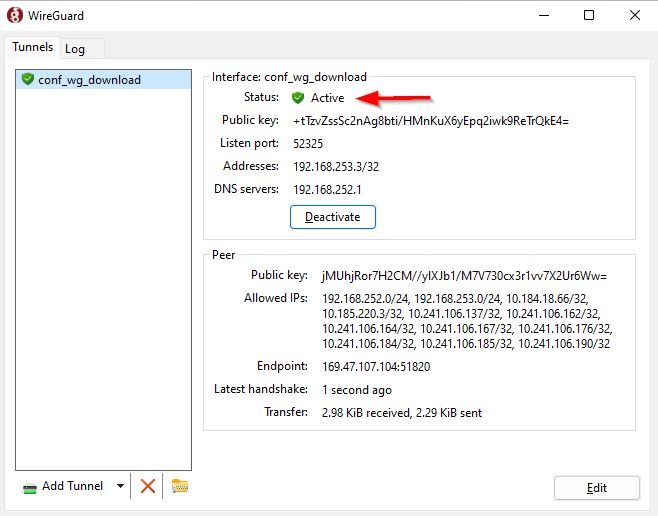 WireGuard
Tunnels Log
conf_wg_download
Interface: conf_wg_download
Status: Active
Public key: +tTzvZssSc2nAg8bti/HMnKuX6yEpq2iwk9ReTrQkE4=
Listen port: 52325
Addresses: 192.168.253.3/32
DNS servers: 192.168.252.1
Deactivate
Peer
Public key: jMUhjRor7H2CM//yIXJb1/M7V730cx3r1vv7X2Ur6Ww=
Allowed IPs: 192.168.252.0/24, 192.168.253.0/24, 10.184.18.66/32,
10.185.220.3/32, 10.241.106.137/32, 10.241.106.162/32,
10.241.106.164/32, 10.241.106.167/32, 10.241.106.176/32,
10.241.106.184/32, 10.241.106.185/32, 10.241.106.190/32
Endpoint: 169.47.107.104:51820
Latest handshake: 1 second ago
Transfer: 2.98 KiB received, 2.29 KiB sent
Add Tunnel
Edit